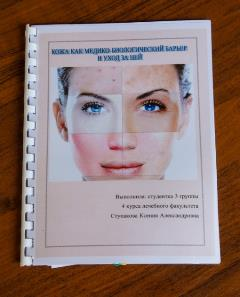 КОЖА КАК МЕДИКО-БИОЛОГИЧЕСКИЙ БАРЬЕР
И УХОД ЗА НЕЙ
Выполнила: студентка 3 группы
4 курса лечебного факультета
Ступакова Ксения Александровна